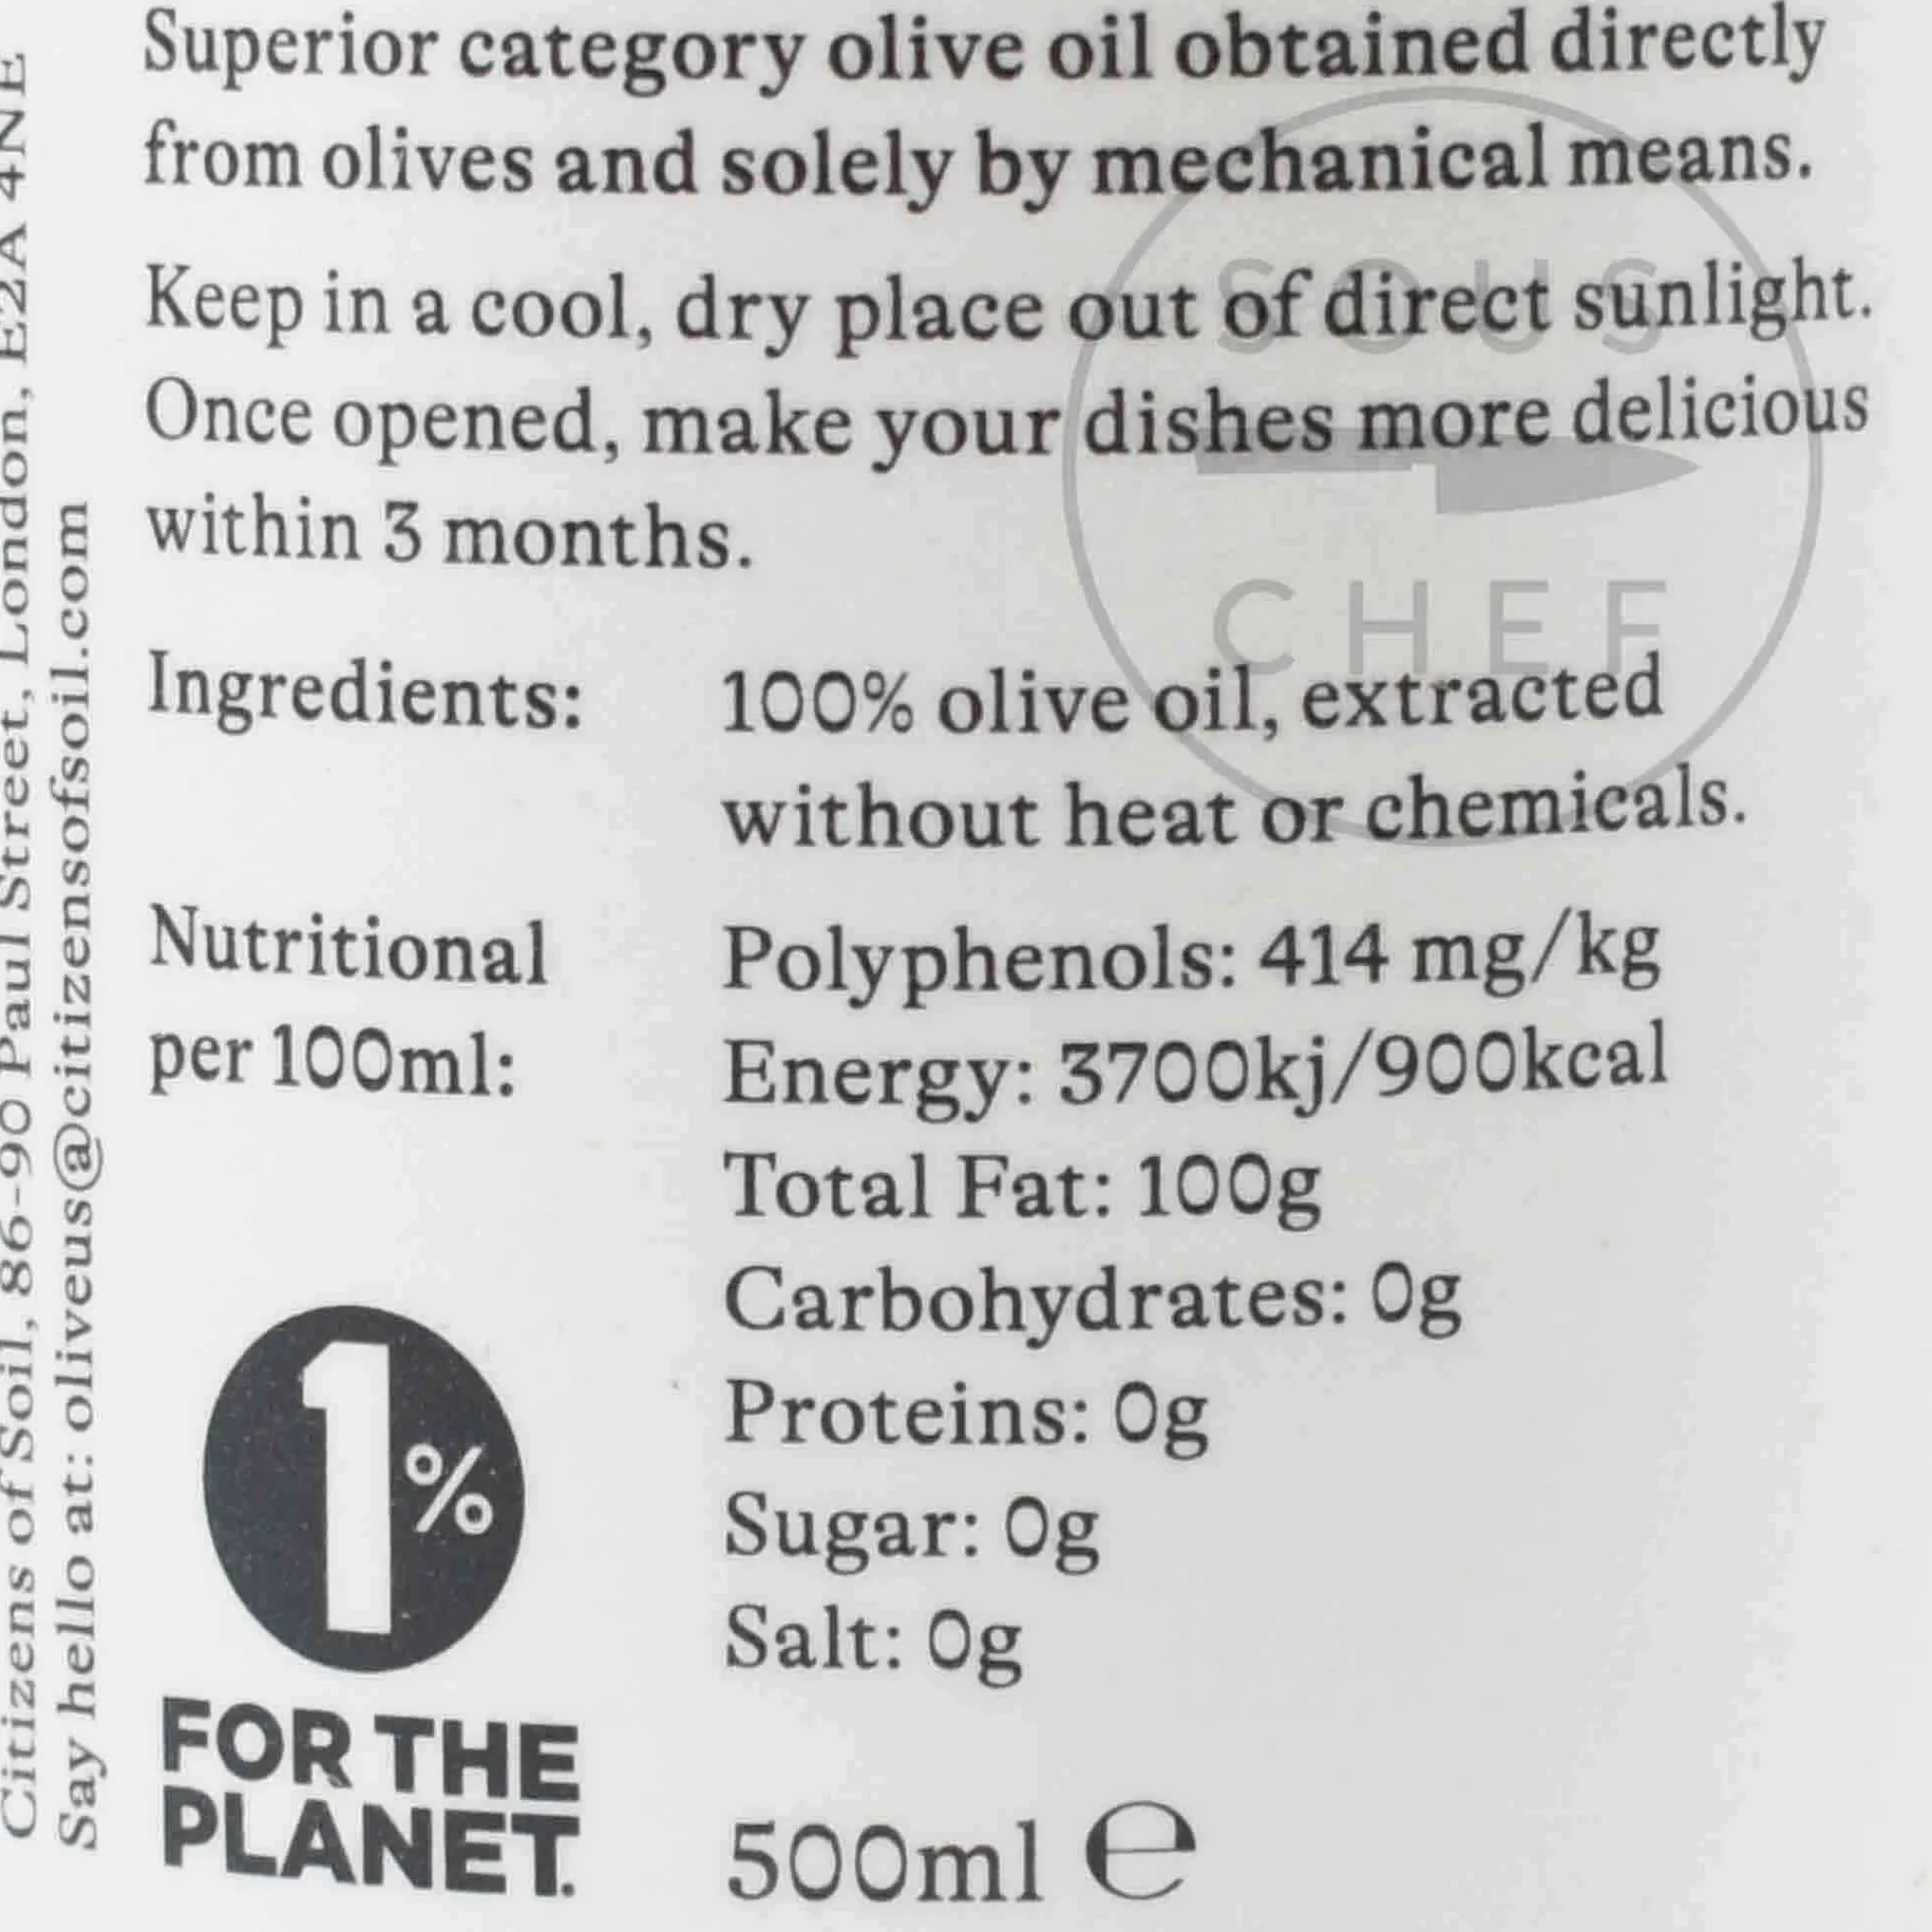 Superior category olive oil obtained directly
from olives and solely by mechanical means.
Keep in a cool, dry place out of direct sunlight.
Once opened, make your dishes more delicious
within 3 months.
Ingredients: 100% olive oil, extracted
without heat or chemicals.
Nutritional
per 100ml:
Polyphenols: 414 mg/kg
Energy: 3700kj/900kcal
Total Fat: 100g
Carbohydrates: 0g
Proteins: 0g
Sugar: 0g
Salt: 0g
1%
FOR THE
PLANET.
500ml ℮
Citizens of Soil, 86-90 Paul Street, London, E2A 4NE
Say hello at: oliveus@citizensofsoil.com
SOUS
CHEF